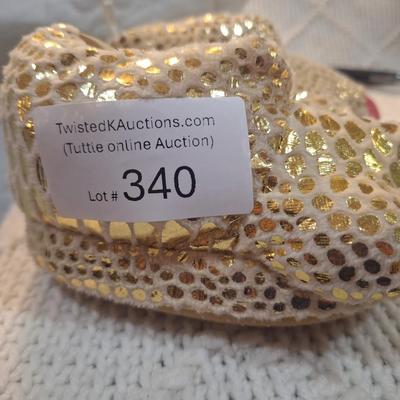 TwistedKAuctions.com
(Tuttle online Auction)
Lot # 340